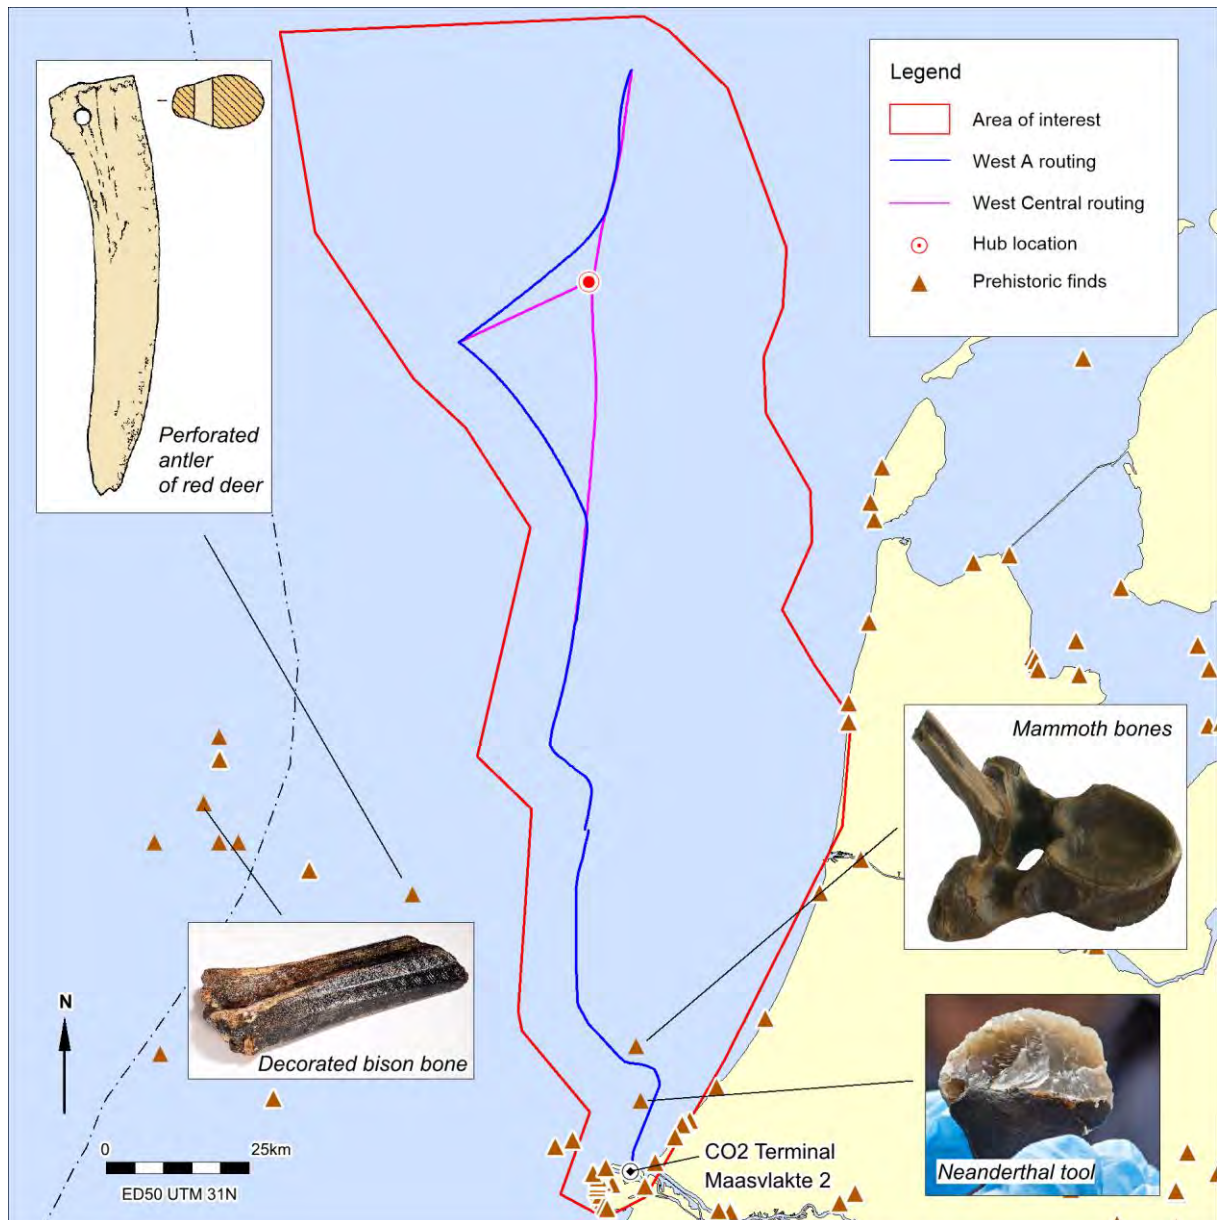 Perforated
antler
of red deer
Legend
Area of interest
West A routing
West Central routing
Hub location
Prehistoric finds
Mammoth bones
Decorated bison bone
Neanderthal tool
N
0 25km
ED50 UTM 31N
CO2 Terminal
Maasvlakte 2